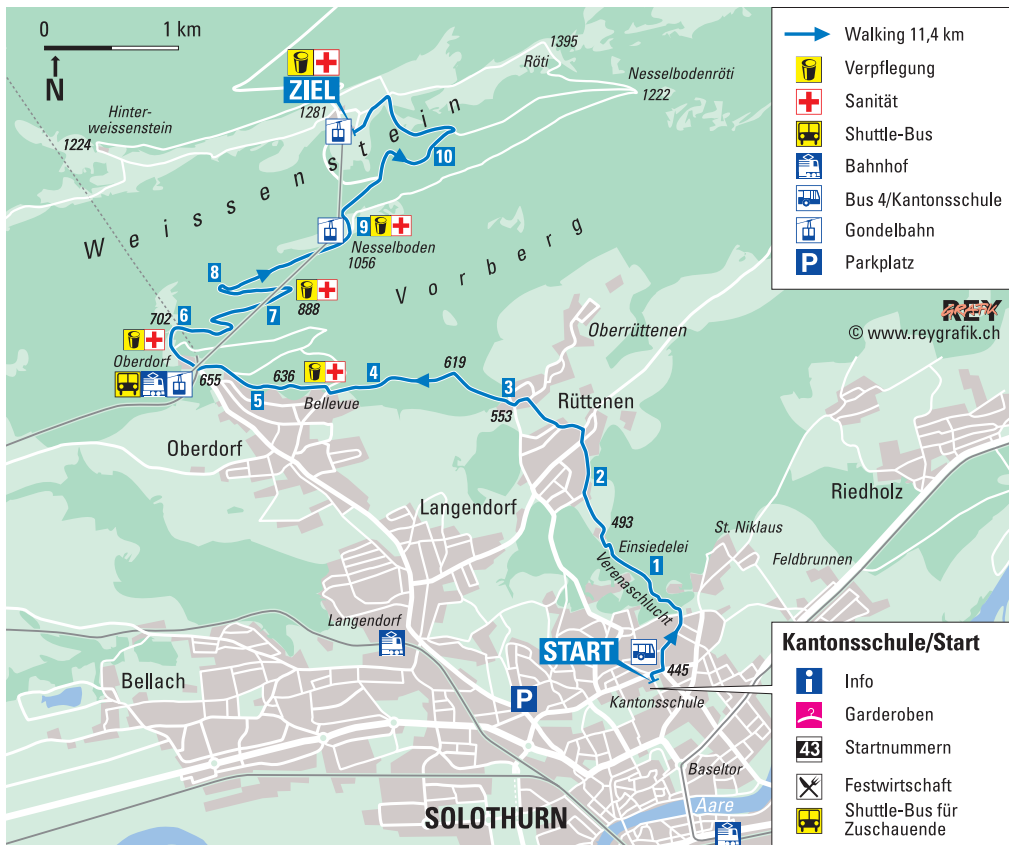 0 1 km
N
Walking 11,4 km
Verpflegung
Sanität
Shuttle-Bus
Bahnhof
Bus 4/Kantonsschule
Gondelbahn
P Parkplatz
REY
GRAFIK
© www.reygrafik.ch
1395
Röti
Nesselbodenröti
1222
ZIEL
1281
Hinter-
weissenstein
1224
Weissenstein
10
9
Nesselboden
1056
Vorberg
8
888
7
702
6
Oberdorf
655
5
636
Bellevue
4
619
3
553
Oberrüttenen
Rüttenen
2
Oberdorf
Langendorf
Riedholz
493
St. Niklaus
Einsiedelei
Feldbrunnen
1
Verenaschlucht
Langendorf
START
445
Bellach
P
Kantonsschule
Baseltor
SOLOTHURN
Aare
Kantonsschule/Start
i Info
Garderoben
43 Startnummern
Festwirtschaft
Shuttle-Bus für
Zuschauende